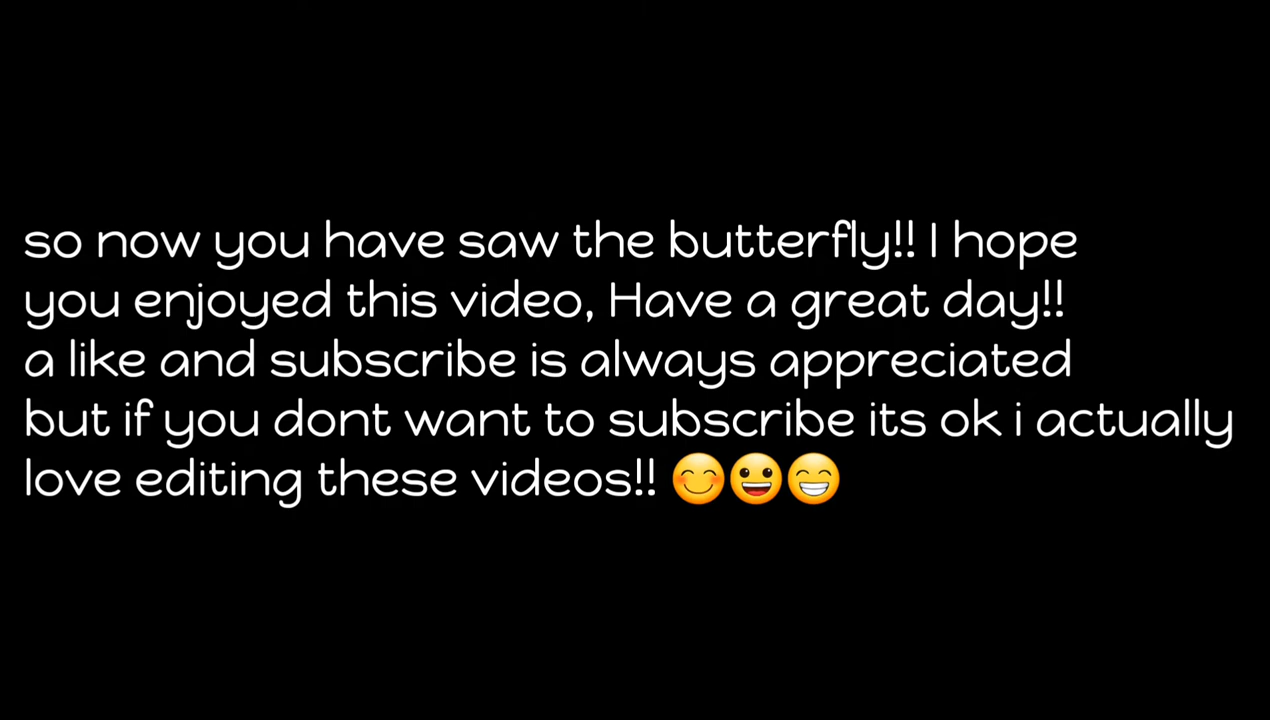 so now you have saw the butterfly!! I hope
you enjoyed this video, Have a great day!!
a like and subscribe is always appreciated
but if you dont want to subscribe its ok i actually
love editing these videos!! 😊😀😁